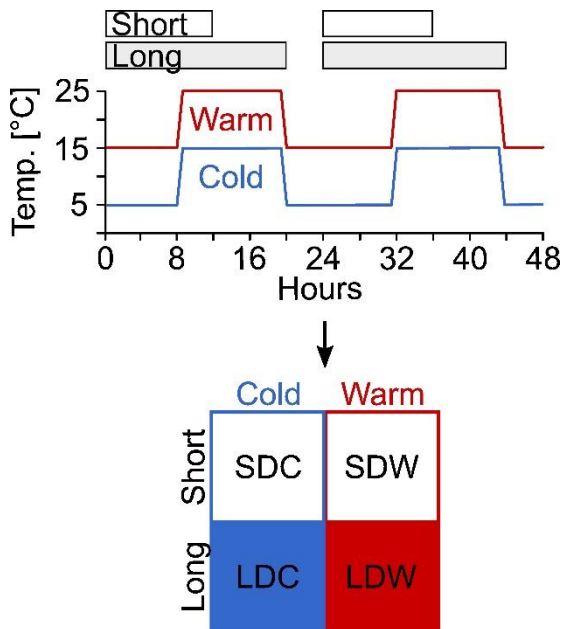 Short
Long
Temp. [°C]
25
15
5
Warm
Cold
0 8 16 24 32 40 48
Hours
Cold Warm
Short SDC SDW
Long LDC LDW